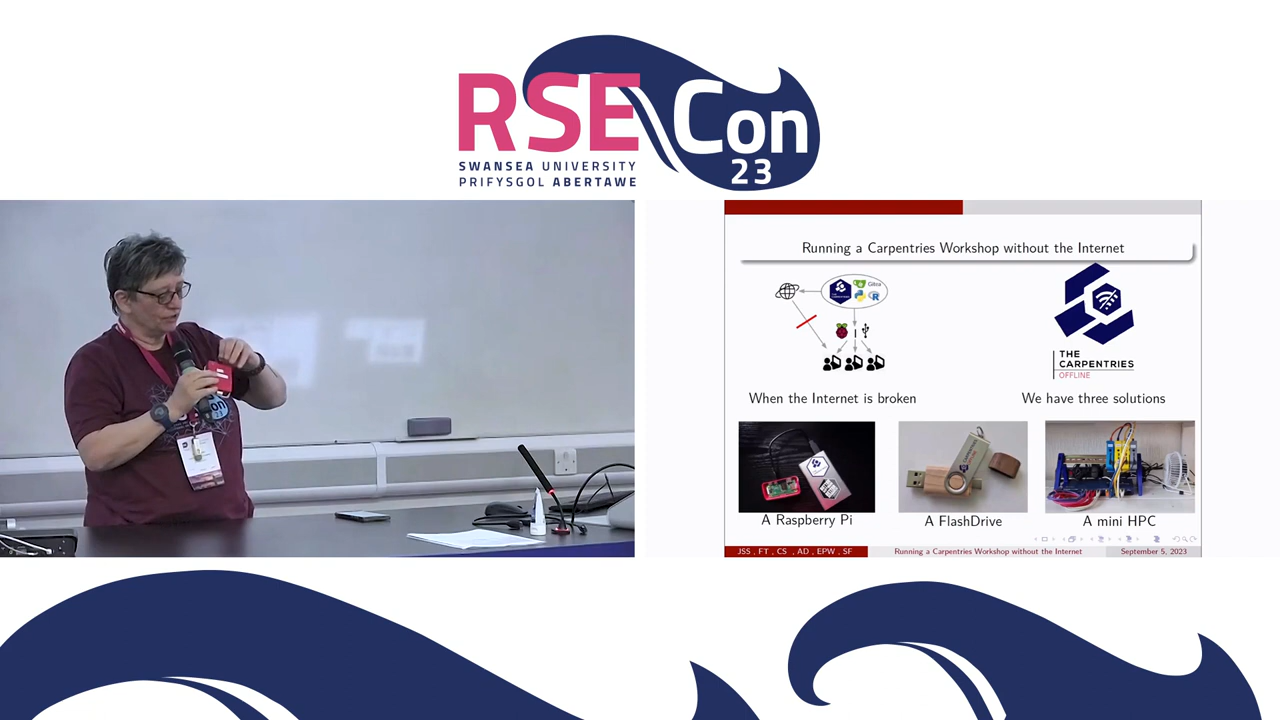 RSE Con
23
SWANSEA UNIVERSITY
PRIFYSGOL ABERTAWE
Running a Carpentries Workshop without the Internet
Gitea
R
THE
CARPENTRIES
OFFLINE
When the Internet is broken
We have three solutions
A Raspberry Pi
A FlashDrive
A mini HPC
JSS , FT , CS , AD , EPW , SF
Running a Carpentries Workshop without the Internet
September 5, 2023